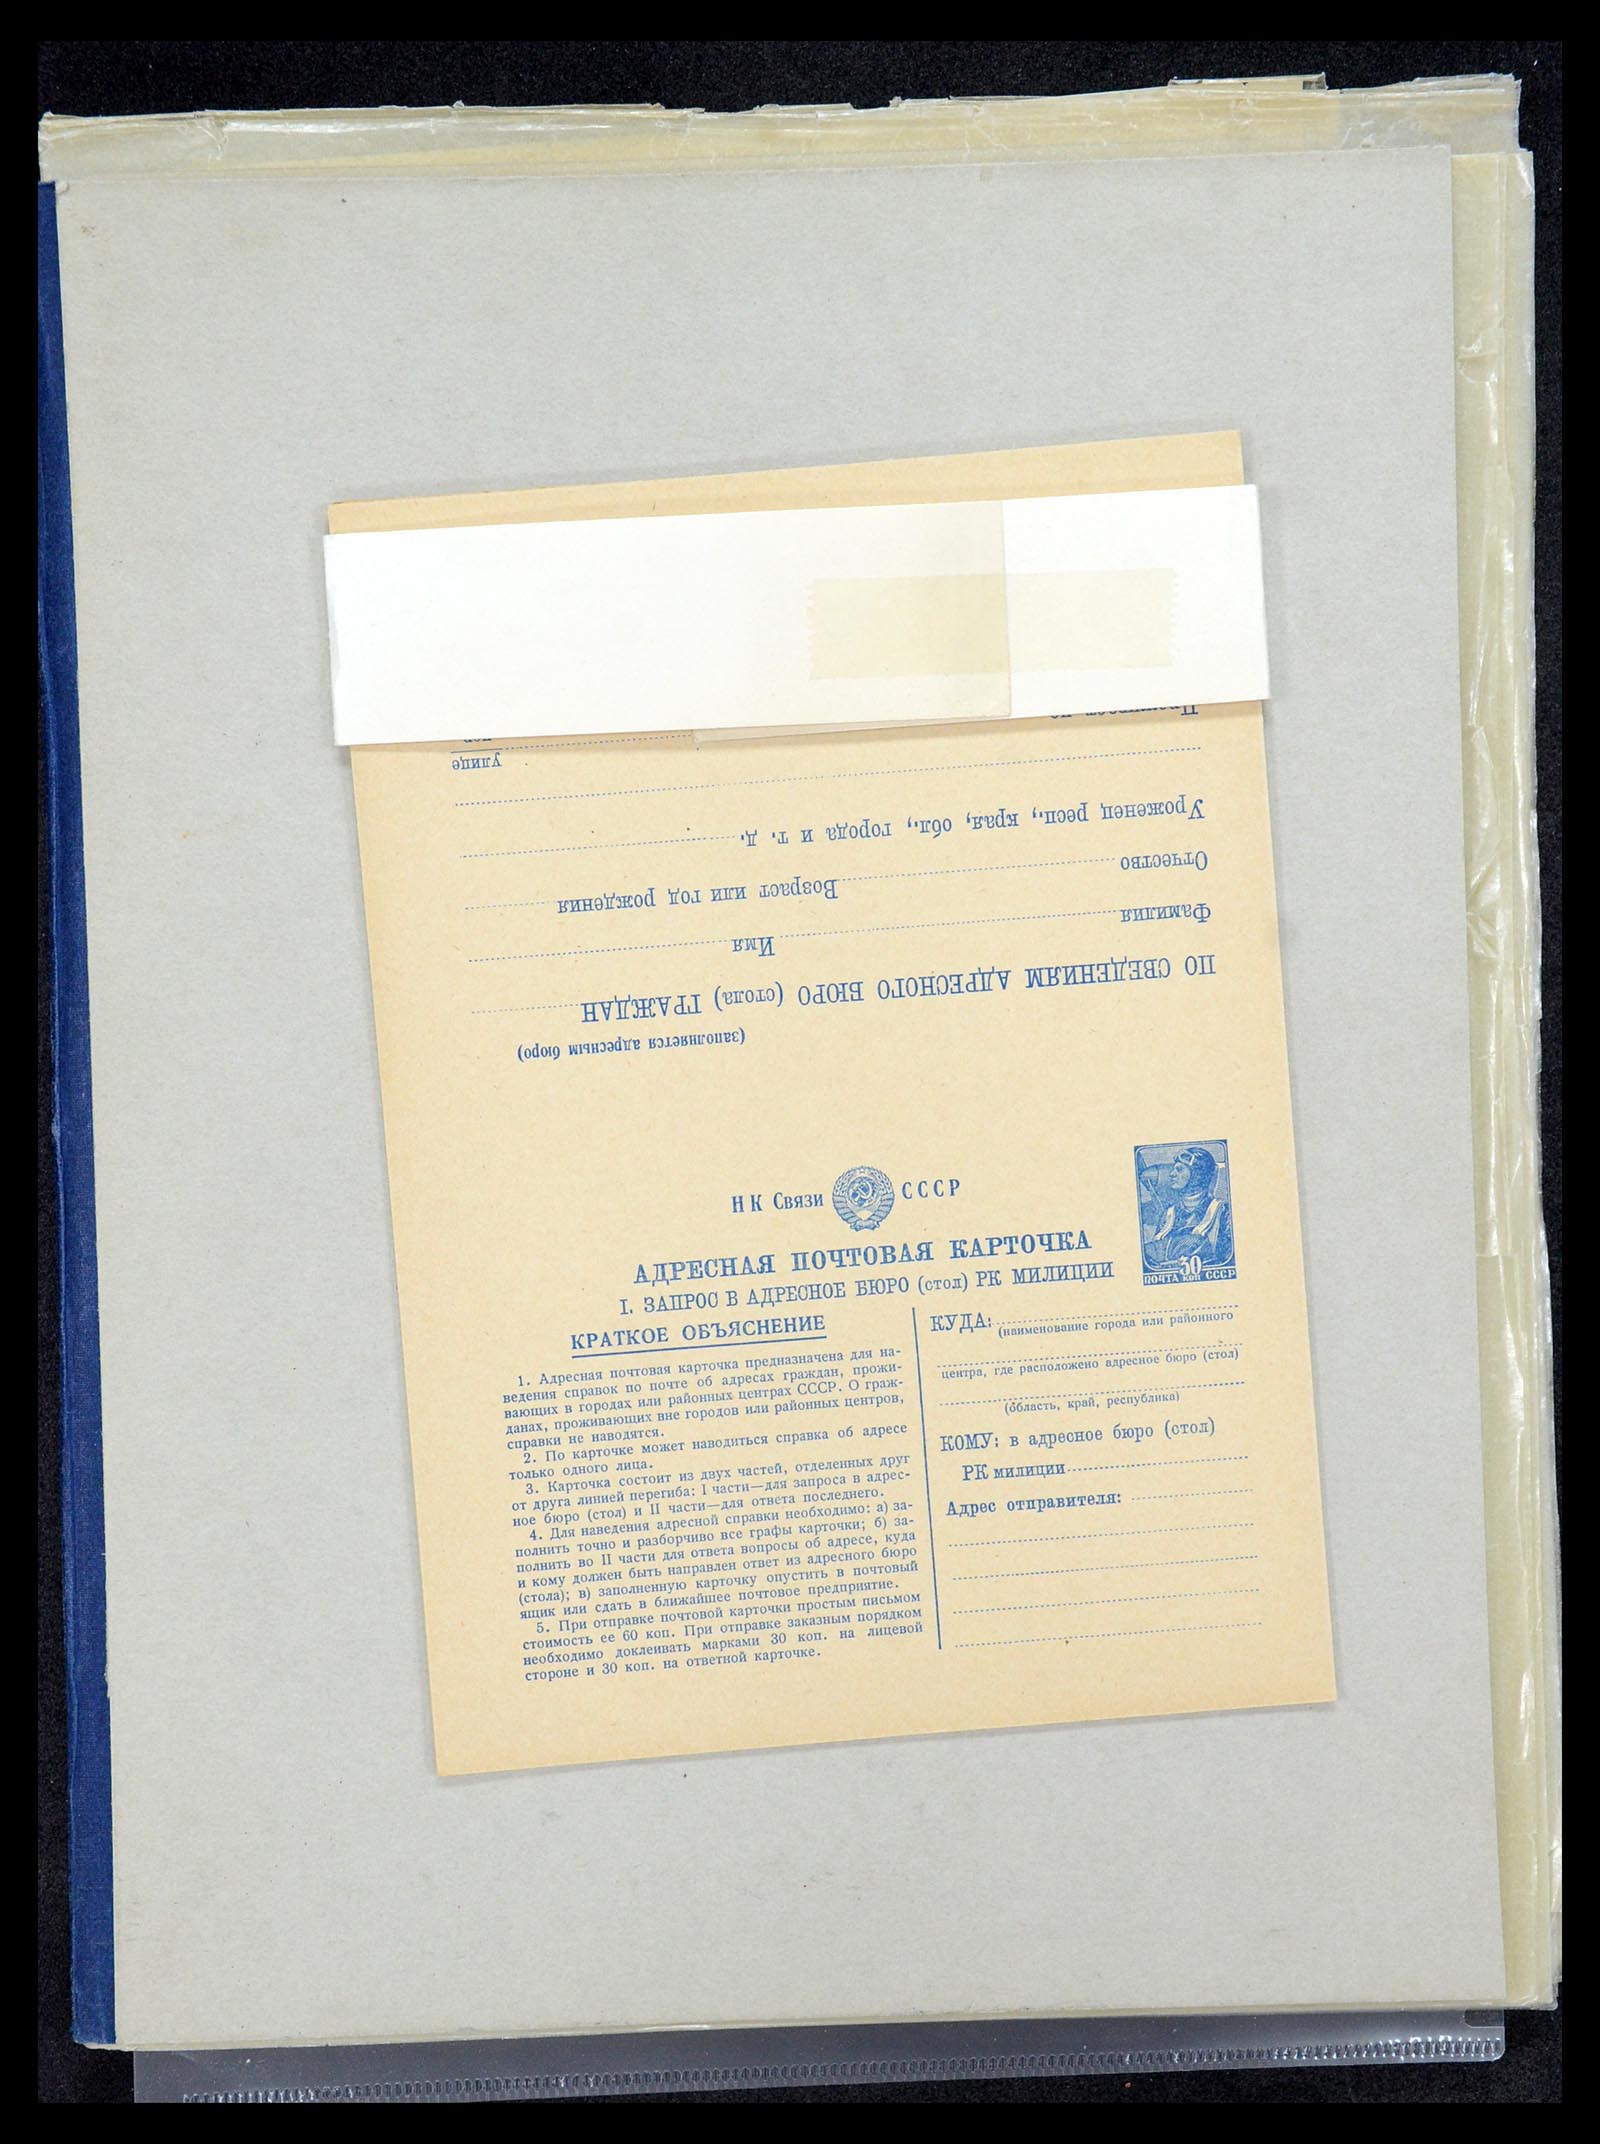 (заполняется адресным бюро)
ПО СВЕДЕНИЯМ АДРЕСНОГО БЮРО (стола) ГРАЖДАН
Фамилия Имя
Отчество Возраст или год рождения
Уроженец респ., края, обл., города и т. д.
улице
НК Связи СССР
30
ПОЧТА КОП СССР
АДРЕСНАЯ ПОЧТОВАЯ КАРТОЧКА
I. ЗАПРОС В АДРЕСНОЕ БЮРО (стол) РК МИЛИЦИИ
КРАТКОЕ ОБЪЯСНЕНИЕ
1. Адресная почтовая карточка предназначена для на-
ведения справок по почте об адресах граждан, прожи-
вающих в городах или районных центрах СССР. О граж-
данах, проживающих вне городов или районных центров,
справки не наводятся.
2. По карточке может наводиться справка об адресе
только одного лица.
3. Карточка состоит из двух частей, отделенных друг
от друга линией перегиба: I части—для запроса в адрес-
ное бюро (стол) и II части—для ответа последнего.
4. Для наведения адресной справки необходимо: а) за-
полнить точно и разборчиво все графы карточки; б) за-
полнить во II части для ответа вопросы об адресе, куда
и кому должен быть направлен ответ из адресного бюро
(стола); в) заполненную карточку опустить в почтовый
ящик или сдать в ближайшее почтовое предприятие.
5. При отправке почтовой карточки простым письмом
стоимость ее 60 коп. При отправке заказным порядком
необходимо доклеивать марками 30 коп. на лицевой
стороне и 30 коп. на ответной карточке.
КУДА:
(наименование города или районного
центра, где расположено адресное бюро (стол)
(область, край, республика)
КОМУ: в адресное бюро (стол)
РК милиции
Адрес отправителя: